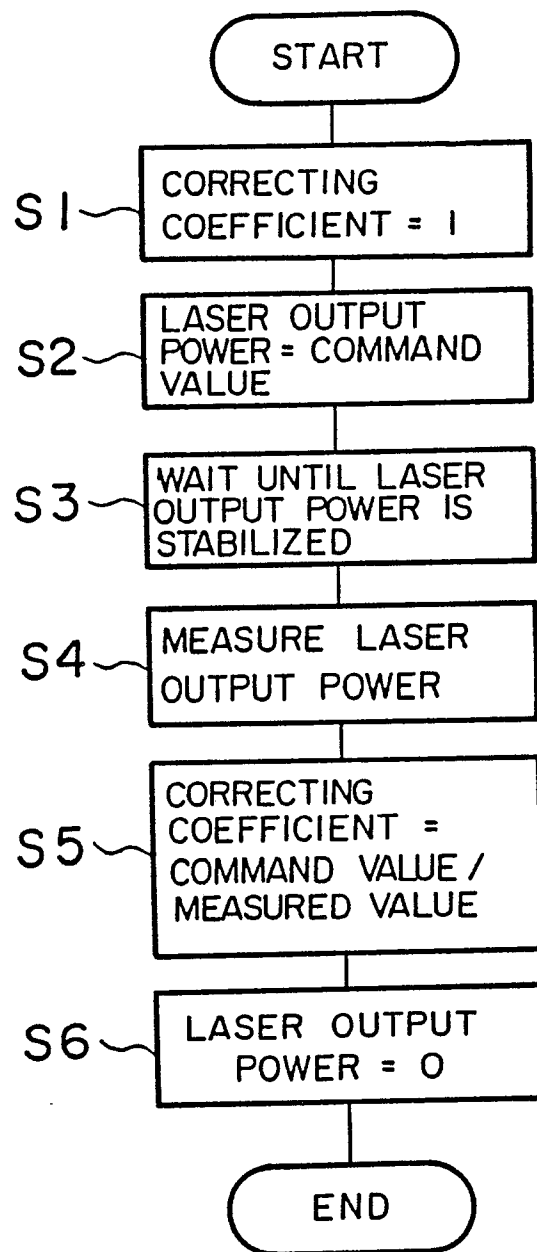 START
S1
CORRECTING
COEFFICIENT = 1
S2
LASER OUTPUT
POWER = COMMAND
VALUE
S3
WAIT UNTIL LASER
OUTPUT POWER IS
STABILIZED
S4
MEASURE LASER
OUTPUT POWER
S5
CORRECTING
COEFFICIENT =
COMMAND VALUE /
MEASURED VALUE
S6
LASER OUTPUT
POWER = 0
END